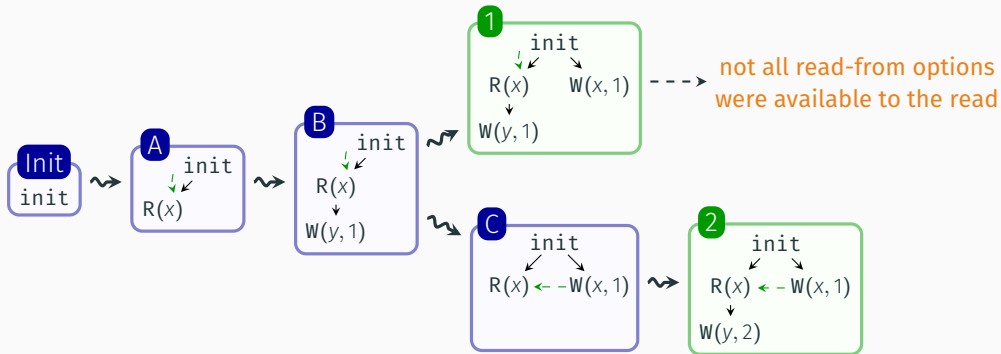 Init
init
A
init
R(x)
B
init
R(x)
W(y, 1)
1
init
R(x) W(x, 1)
W(y, 1)
not all read-from options
were available to the read
C
init
R(x) W(x, 1)
2
init
R(x) W(x, 1)
W(y, 2)